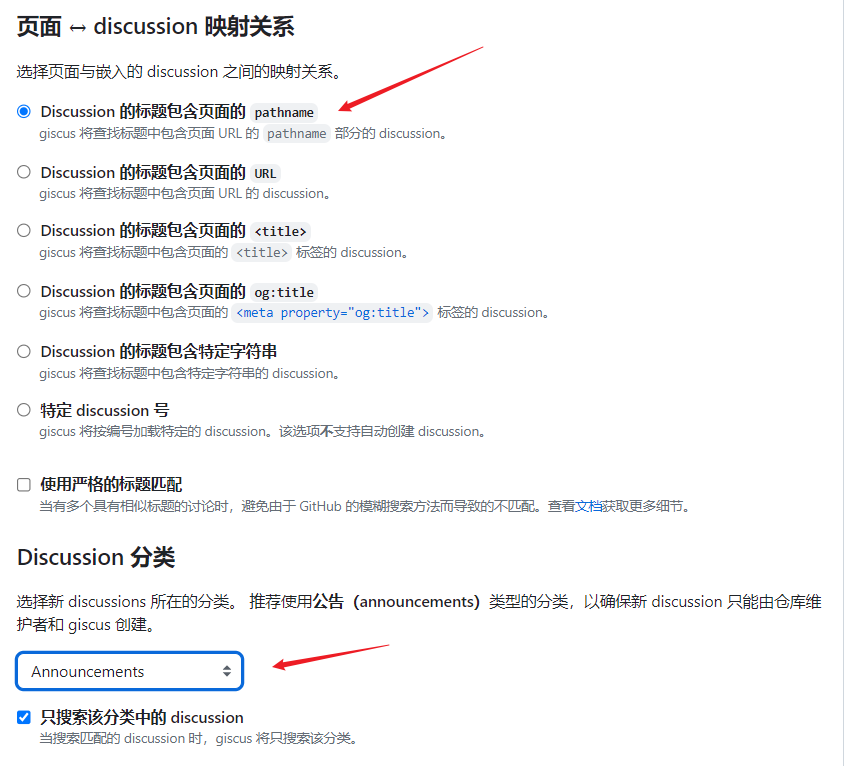 页面 ↔ discussion 映射关系
选择页面与嵌入的 discussion 之间的映射关系。
Discussion 的标题包含页面的 pathname
giscus 将查找标题中包含页面 URL 的 pathname 部分的 discussion。
Discussion 的标题包含页面的 URL
giscus 将查找标题中包含页面 URL 的 discussion。
Discussion 的标题包含页面的 <title>
giscus 将查找标题中包含页面的 <title> 标签的 discussion。
Discussion 的标题包含页面的 og:title
giscus 将查找标题中包含页面的 <meta property="og:title"> 标签的 discussion。
Discussion 的标题包含特定字符串
giscus 将查找标题中包含特定字符串的 discussion。
特定 discussion 号
giscus 将按编号加载特定的 discussion。该选项不支持自动创建 discussion。
使用严格的标题匹配
当有多个具有相似标题的讨论时，避免由于 GitHub 的模糊搜索方法而导致的不匹配。查看文档获取更多细节。
Discussion 分类
选择新 discussions 所在的分类。 推荐使用公告（announcements）类型的分类，以确保新 discussion 只能由仓库维
护者和 giscus 创建。
Announcements
只搜索该分类中的 discussion
当搜索匹配的 discussion 时，giscus 将只搜索该分类。